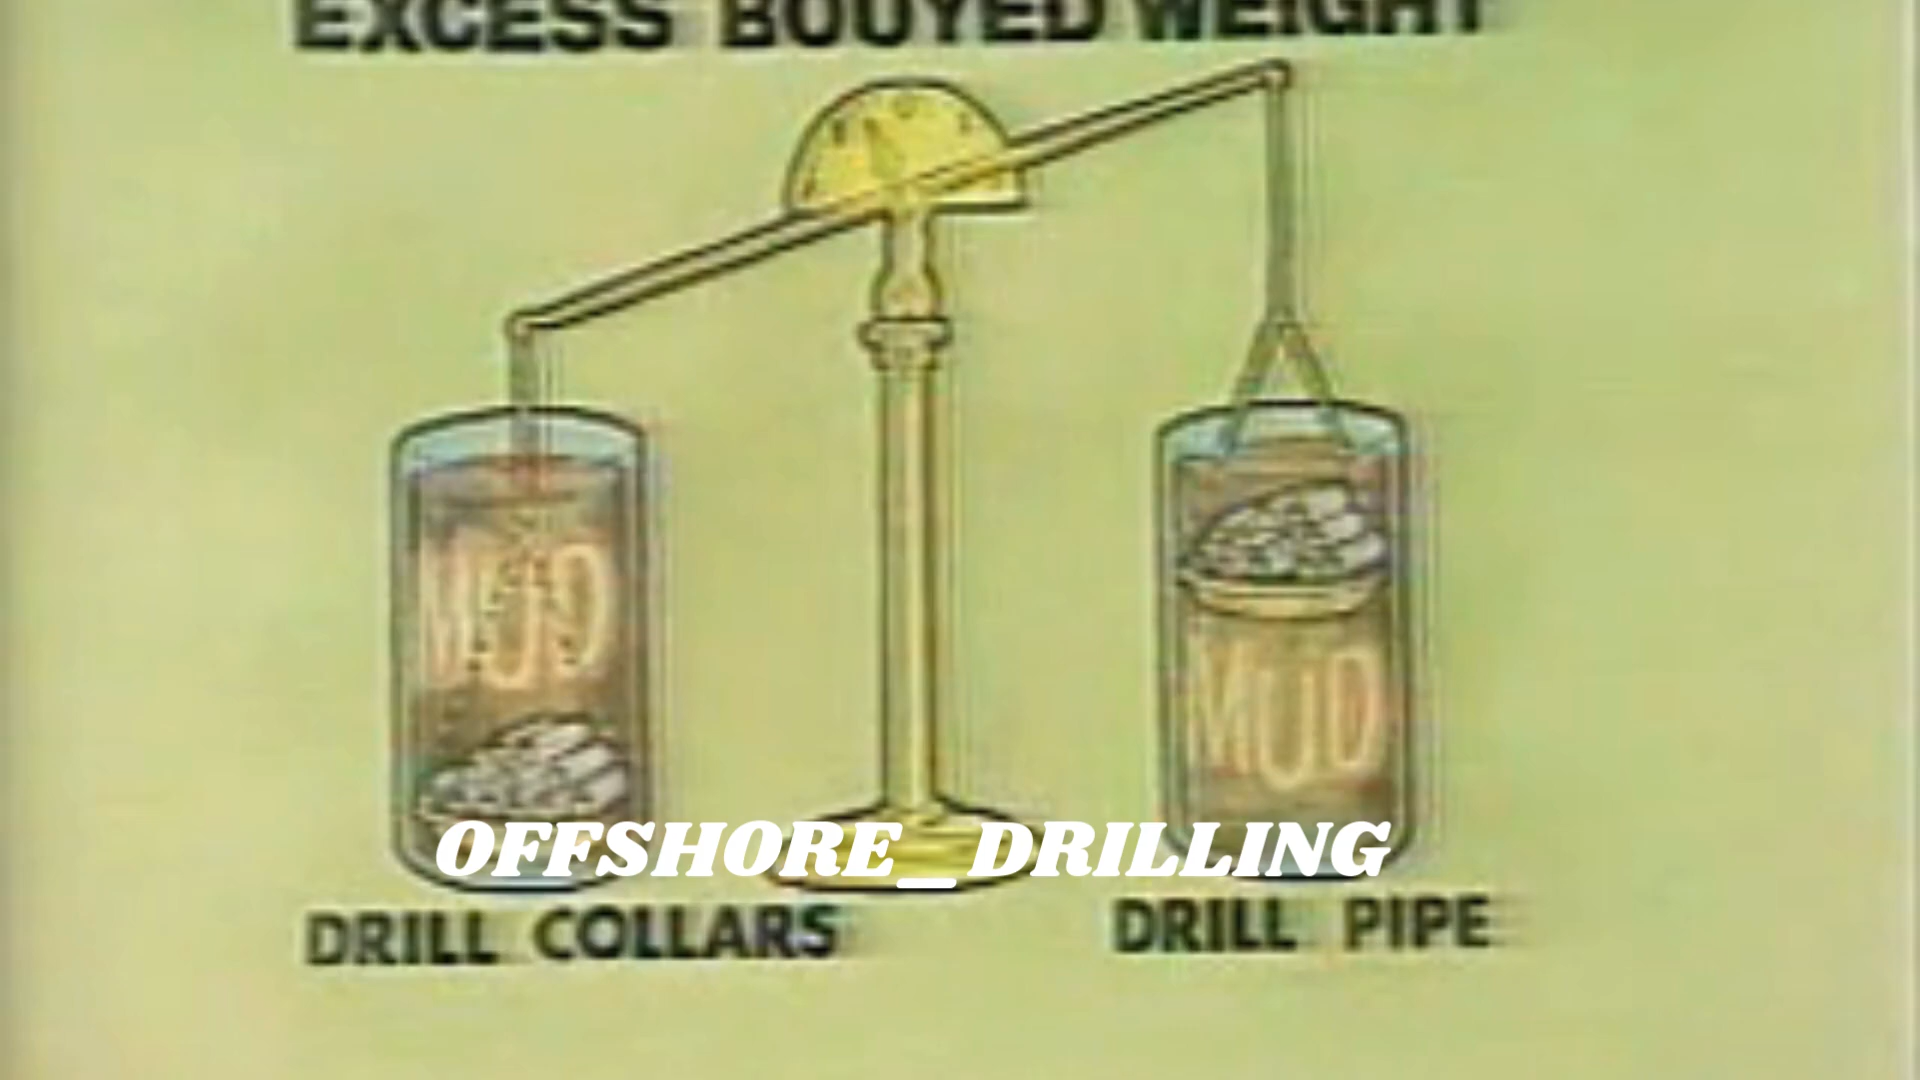 EXCESS BOUYED WEIGHT
MUD
MUD
OFFSHORE_DRILLING
DRILL COLLARS
DRILL PIPE